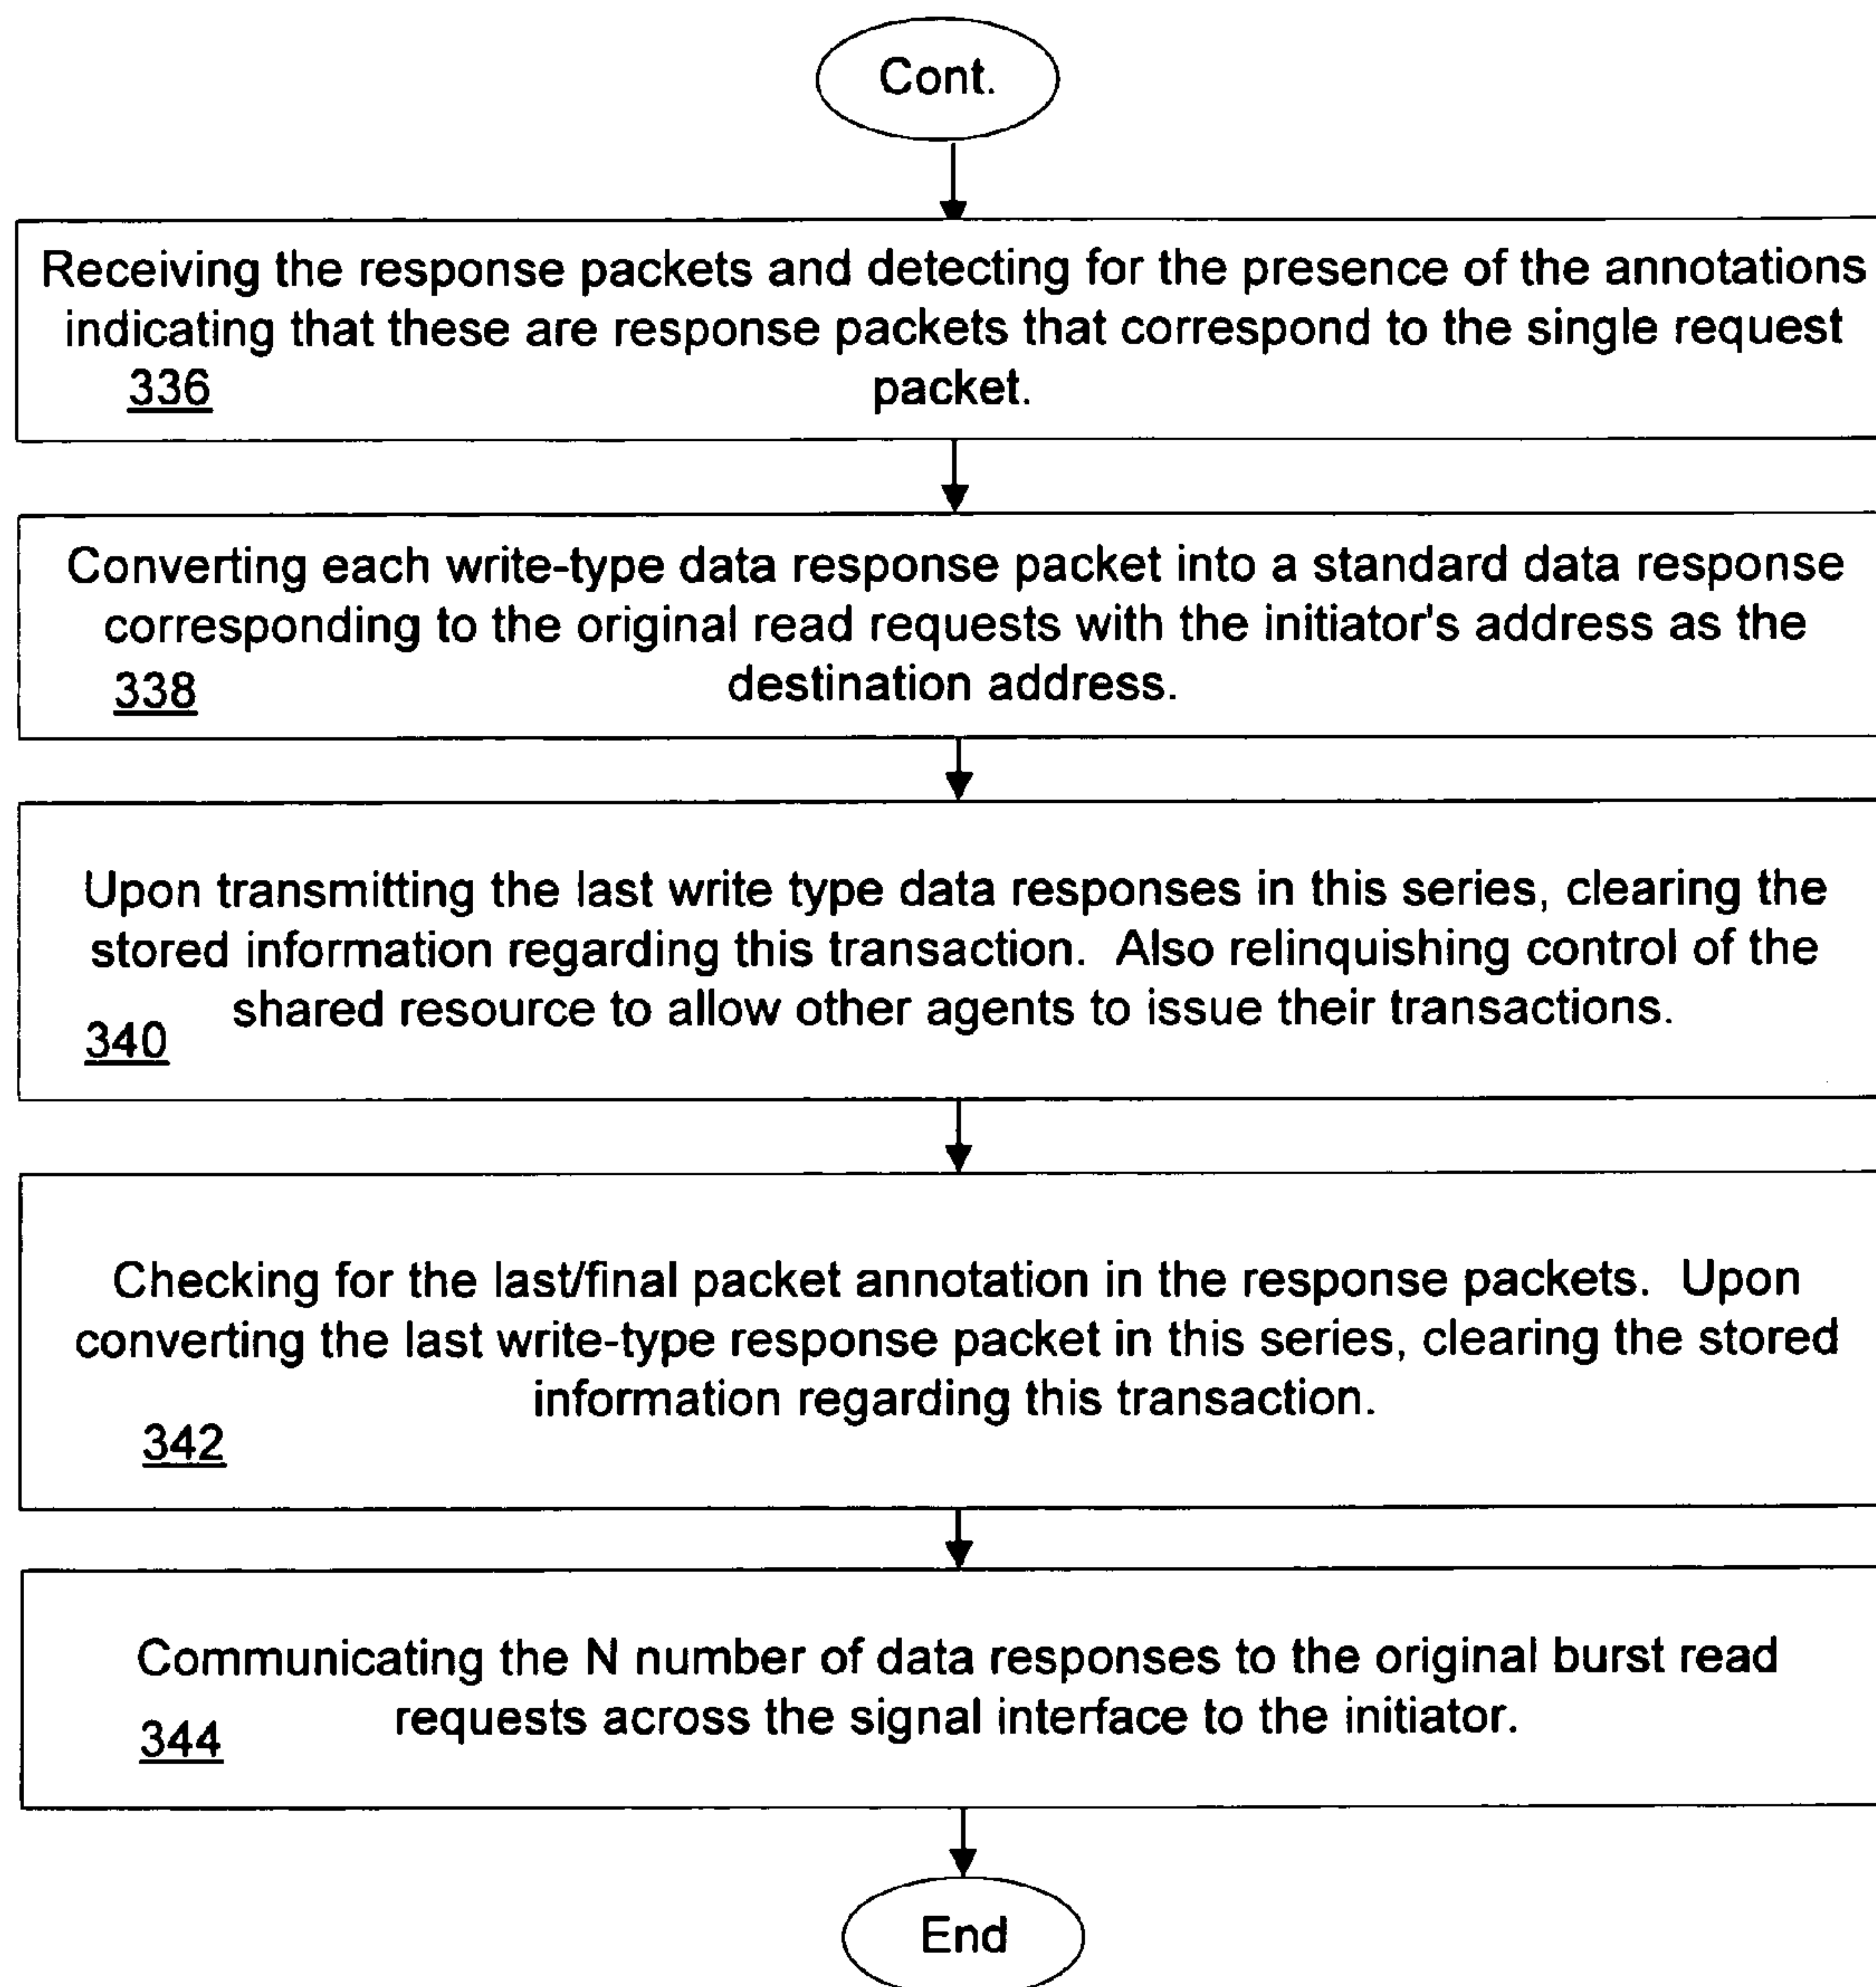 Cont.
Receiving the response packets and detecting for the presence of the annotations
indicating that these are response packets that correspond to the single request
packet.
336
Converting each write-type data response packet into a standard data response
corresponding to the original read requests with the initiator's address as the
destination address.
338
Upon transmitting the last write type data responses in this series, clearing the
stored information regarding this transaction.  Also relinquishing control of the
shared resource to allow other agents to issue their transactions.
340
Checking for the last/final packet annotation in the response packets.  Upon
converting the last write-type response packet in this series, clearing the stored
information regarding this transaction.
342
Communicating the N number of data responses to the original burst read
requests across the signal interface to the initiator.
344
End